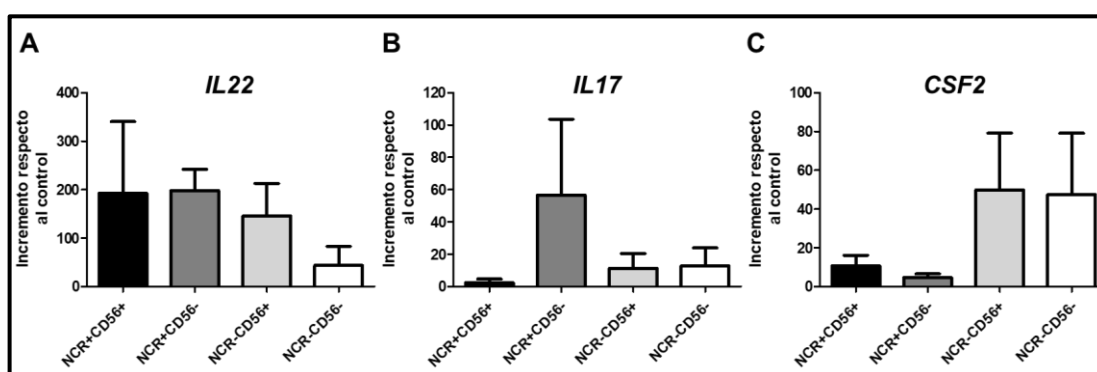 A
IL22
Incremento respecto
al control
400
300
200
100
0
NCR+CD56+
NCR+CD56-
NCR-CD56+
NCR-CD56-
B
IL17
Incremento respecto
al control
120
100
80
60
40
20
0
NCR+CD56+
NCR+CD56-
NCR-CD56+
NCR-CD56-
C
CSF2
Incremento respecto
al control
100
80
60
40
20
0
NCR+CD56+
NCR+CD56-
NCR-CD56+
NCR-CD56-